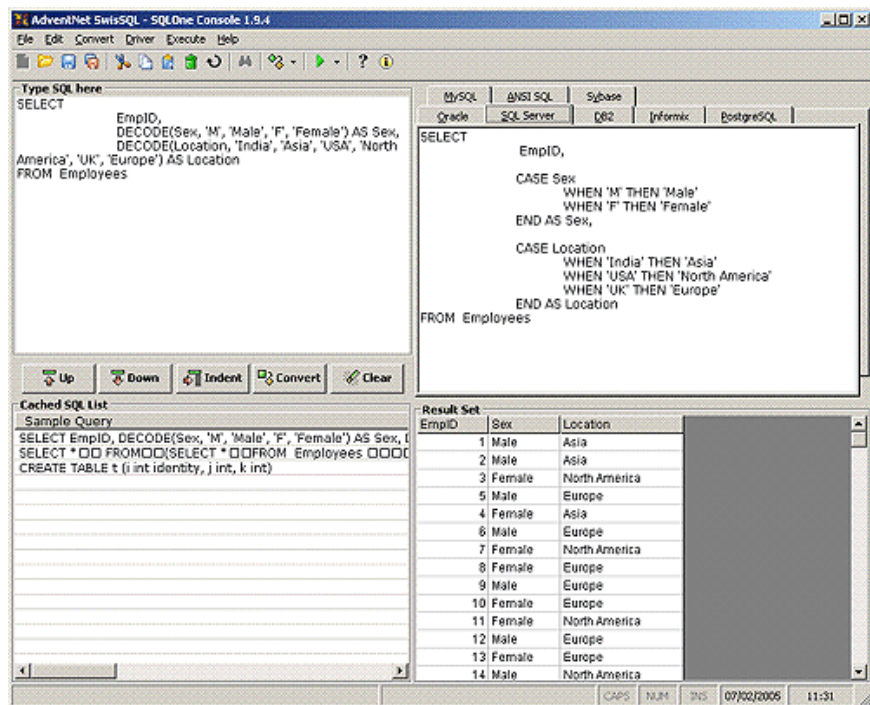 AdventNet SwisSQL - SQLOne Console 1.9.4
File Edit Convert Driver Execute Help
Type SQL here
SELECT
EmpID,
DECODE(Sex, 'M', 'Male', 'F', 'Female') AS Sex,
DECODE(Location, 'India', 'Asia', 'USA', 'North
America', 'UK', 'Europe') AS Location
FROM Employees
Up Down Indent Convert Clear
MySQL ANSI SQL Sybase
Oracle SQL Server DB2 Informix PostgreSQL
SELECT
EmpID,
CASE Sex
WHEN 'M' THEN 'Male'
WHEN 'F' THEN 'Female'
END AS Sex,
CASE Location
WHEN 'India' THEN 'Asia'
WHEN 'USA' THEN 'North America'
WHEN 'UK' THEN 'Europe'
END AS Location
FROM Employees
Cached SQL List
Sample Query
SELECT EmpID, DECODE(Sex, 'M', 'Male', 'F', 'Female') AS Sex,
SELECT * □□ FROM□□(SELECT * □□FROM Employees □□□□
CREATE TABLE t (i int identity, j int, k int)
Result Set
EmpID Sex Location
1 Male Asia
2 Male Asia
3 Female North America
5 Male Europe
4 Female Asia
6 Male Europe
7 Female North America
8 Female Europe
9 Male Europe
10 Female Europe
11 Female North America
12 Male Europe
13 Female Europe
14 Male North America
CAPS NUM INS 07/02/2005 11:31